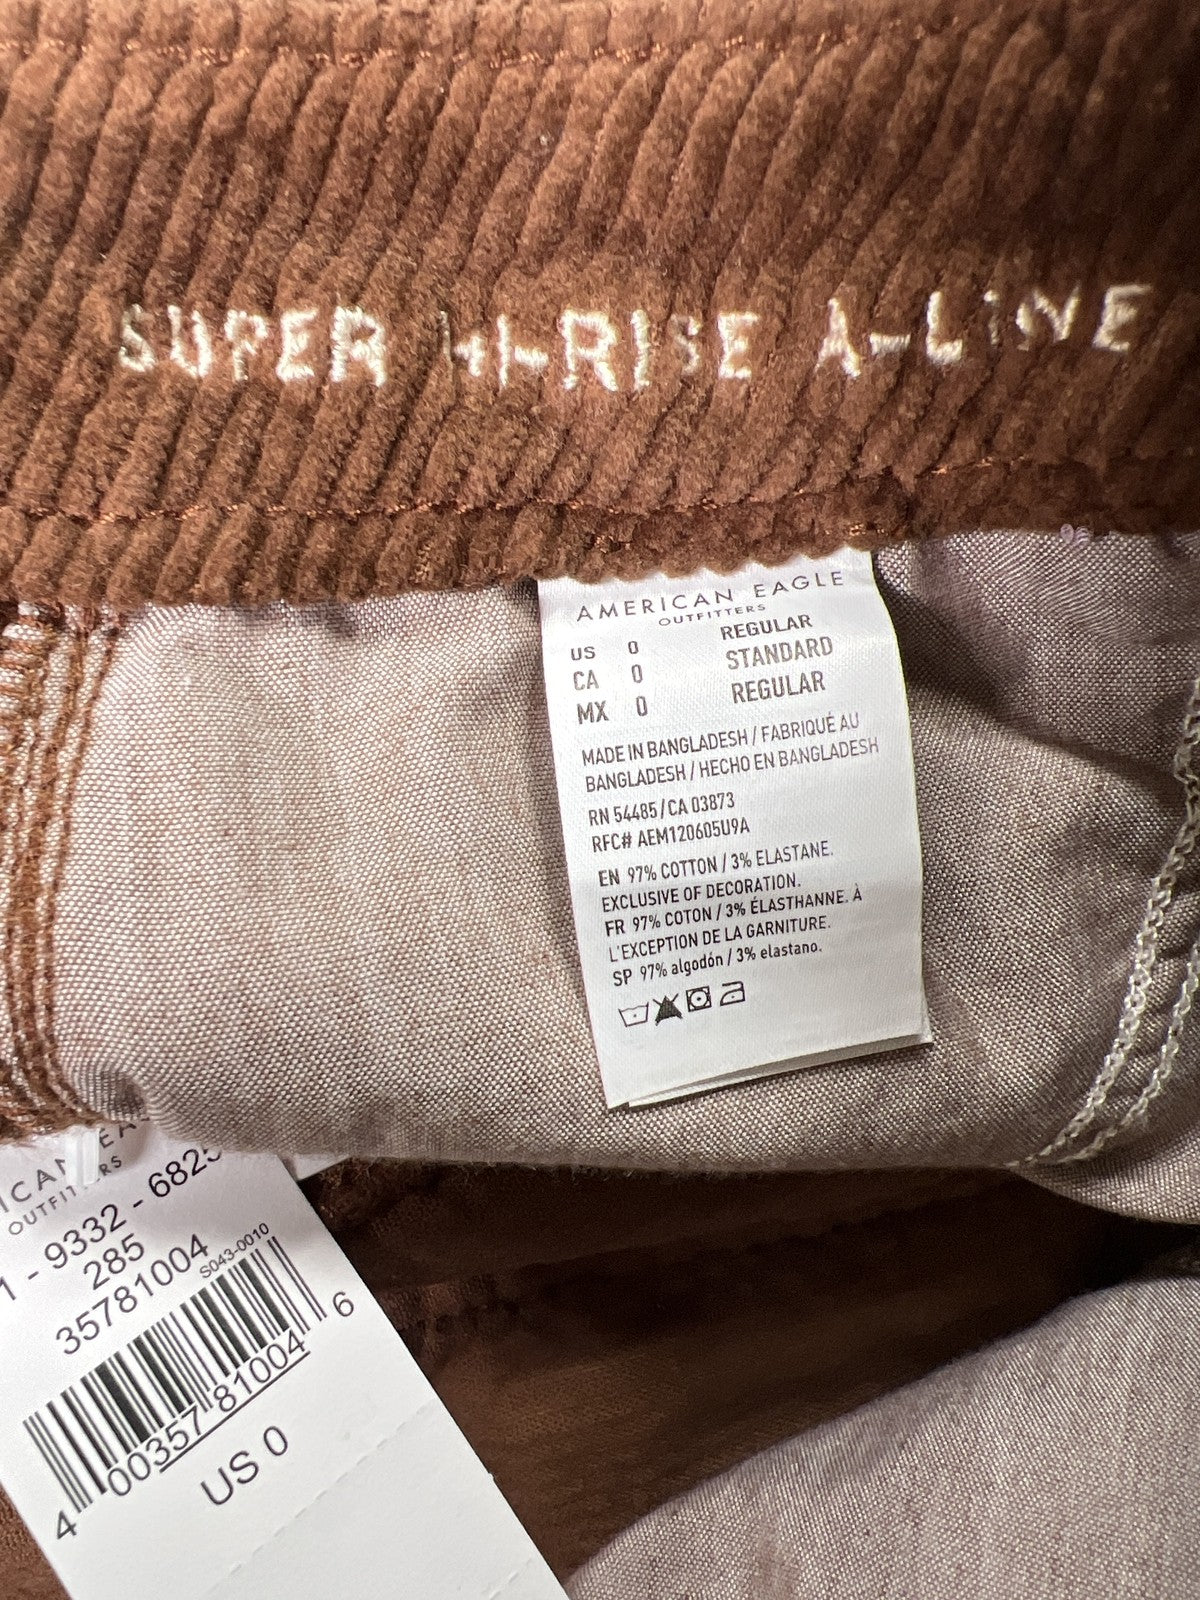 SUPER HI-RISE A-LINE
AMERICAN EAGLE
OUTFITTERS
US 0 REGULAR
CA 0 STANDARD
MX 0 REGULAR
MADE IN BANGLADESH / FABRIQUÉ AU
BANGLADESH / HECHO EN BANGLADESH
RN 54485/CA 03873
RFC# AEM120605U9A
EN 97% COTTON / 3% ELASTANE.
EXCLUSIVE OF DECORATION.
FR 97% COTON / 3% ÉLASTHANNE. À
L'EXCEPTION DE LA GARNITURE.
SP 97% algodón / 3% elastano.
1 - 9332 - 6825
285
35781004
S043-0010
4 00357 81004 6
US 0